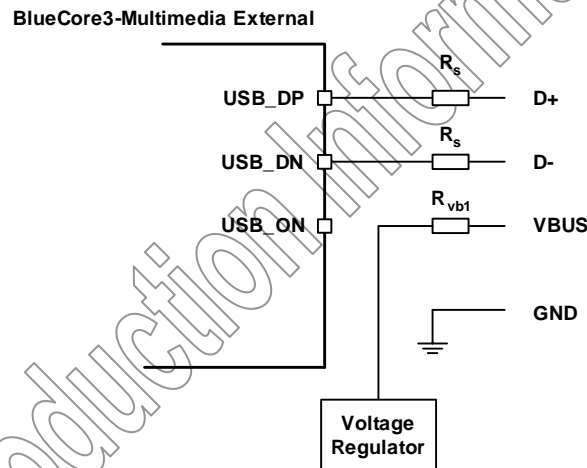 BlueCore3-Multimedia External
R_s
USB_DP
D+
R_s
USB_DN
D-
R_vb1
USB_ON
VBUS
GND
Voltage
Regulator